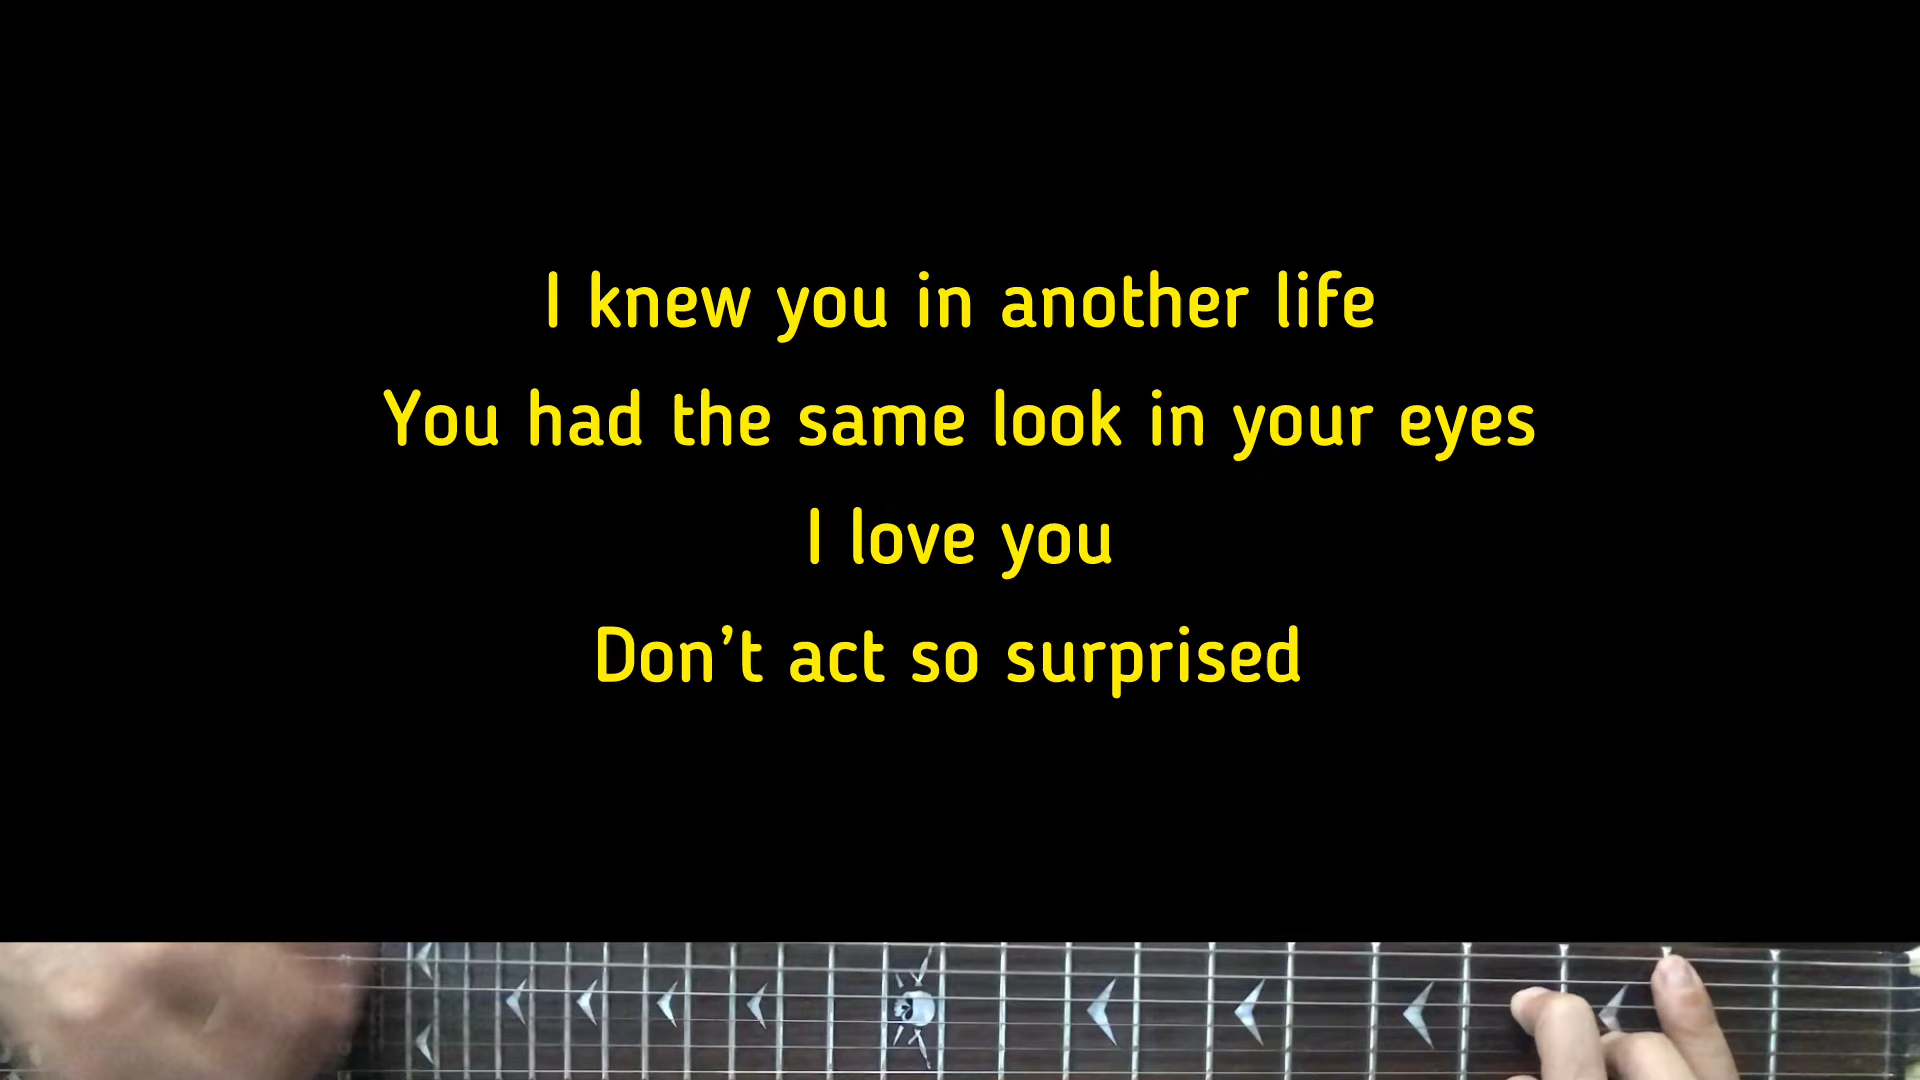 I knew you in another life
You had the same look in your eyes
I love you
Don’t act so surprised